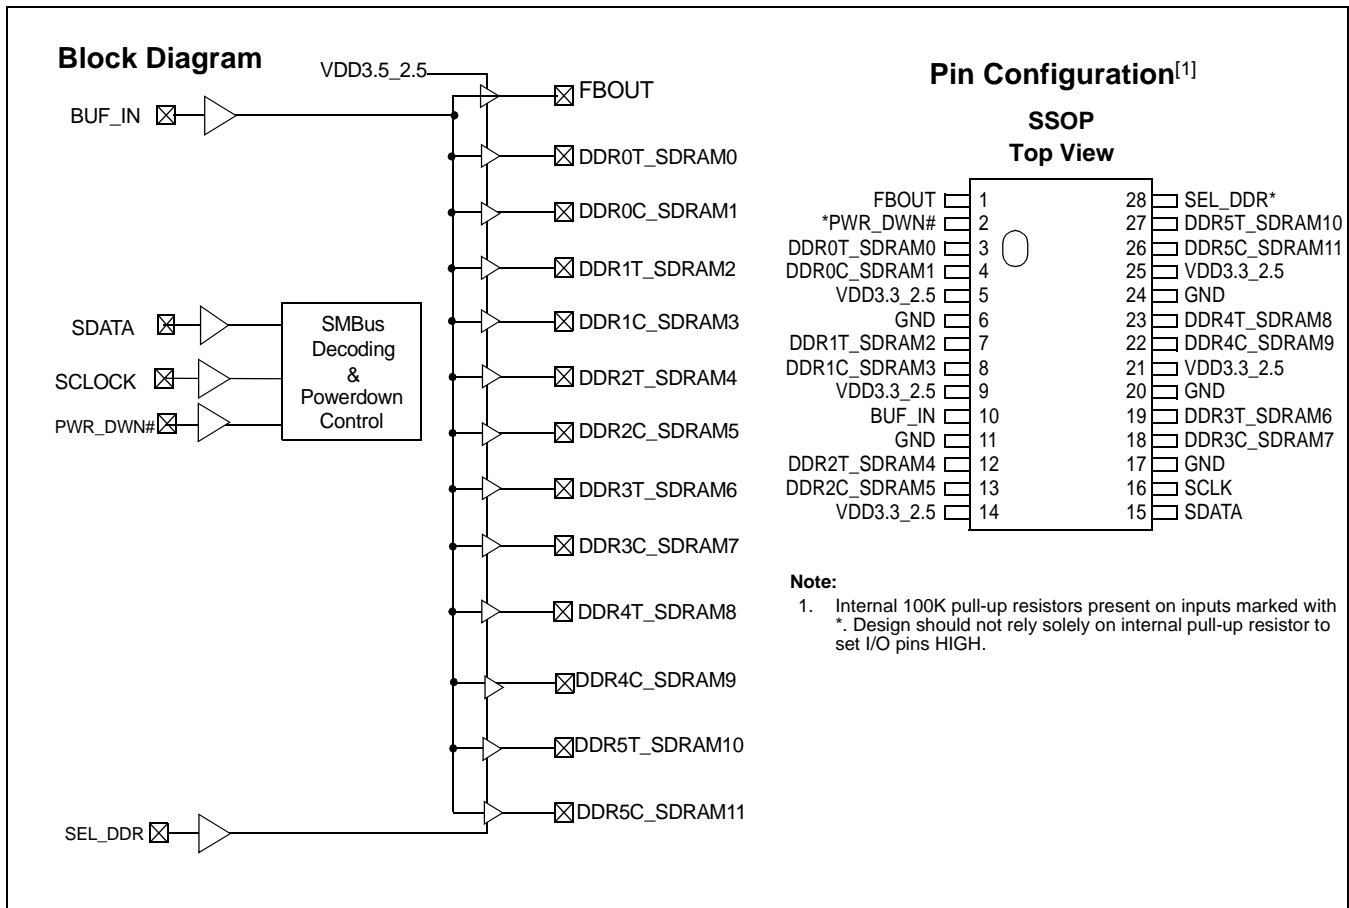 Block Diagram
VDD3.5_2.5
BUF_IN
FBOUT
DDR0T_SDRAM0
DDR0C_SDRAM1
DDR1T_SDRAM2
DDR1C_SDRAM3
DDR2T_SDRAM4
DDR2C_SDRAM5
DDR3T_SDRAM6
DDR3C_SDRAM7
DDR4T_SDRAM8
DDR4C_SDRAM9
DDR5T_SDRAM10
DDR5C_SDRAM11
SDATA
SCLOCK
PWR_DWN#
SMBus
Decoding
&
Powerdown
Control
SEL_DDR
Pin Configuration[1]
SSOP
Top View
FBOUT 1 28 SEL_DDR*
*PWR_DWN# 2 27 DDR5T_SDRAM10
DDR0T_SDRAM0 3 26 DDR5C_SDRAM11
DDR0C_SDRAM1 4 25 VDD3.3_2.5
VDD3.3_2.5 5 24 GND
GND 6 23 DDR4T_SDRAM8
DDR1T_SDRAM2 7 22 DDR4C_SDRAM9
DDR1C_SDRAM3 8 21 VDD3.3_2.5
VDD3.3_2.5 9 20 GND
BUF_IN 10 19 DDR3T_SDRAM6
GND 11 18 DDR3C_SDRAM7
DDR2T_SDRAM4 12 17 GND
DDR2C_SDRAM5 13 16 SCLK
VDD3.3_2.5 14 15 SDATA
Note:
1. Internal 100K pull-up resistors present on inputs marked with
*. Design should not rely solely on internal pull-up resistor to
set I/O pins HIGH.